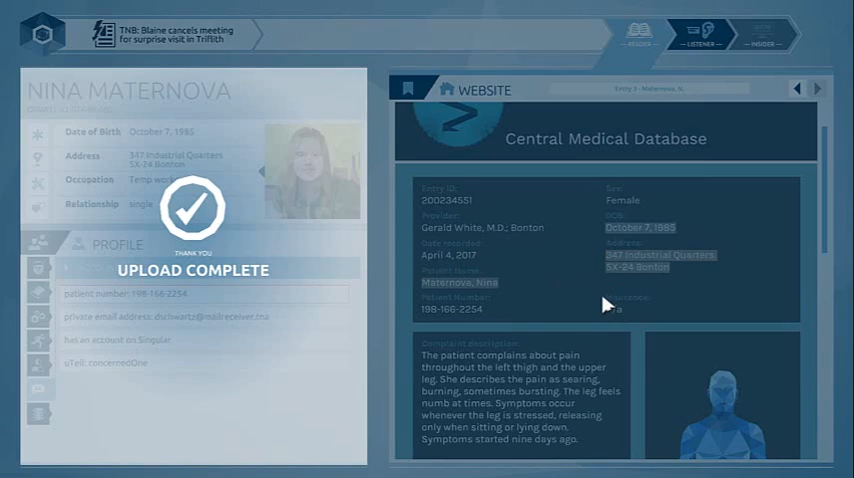 TNB: Blaine cancels meeting
for surprise visit in Triflith
READER
LISTENER
INSIDER
NINA MATERNOVA
Date of Birth October 7, 1985
Address 347 Industrial Quarters
SX-24 Bonton
Occupation Temp work
Relationship single
THANK YOU
UPLOAD COMPLETE
PROFILE
patient number: 198-166-2254
private email address: dschwartz@mailreceiver.tna
has an account on Singular
uTell: concernedOne
WEBSITE
Entry 3 - Maternova, N.
Central Medical Database
Entry ID:
200234551
Provider:
Gerald White, M.D.; Bonton
Date recorded:
April 4, 2017
Patient Name:
Maternova, Nina
Patient Number:
198-166-2254
Sex:
Female
DOB:
October 7, 1985
Address:
347 Industrial Quarters
SX-24 Bonton
Complaint description:
The patient complains about pain
throughout the left thigh and the upper
leg. She describes the pain as searing,
burning, sometimes bursting. The leg feels
numb at times. Symptoms occur
whenever the leg is stressed, releasing
only when sitting or lying down.
Symptoms started nine days ago.